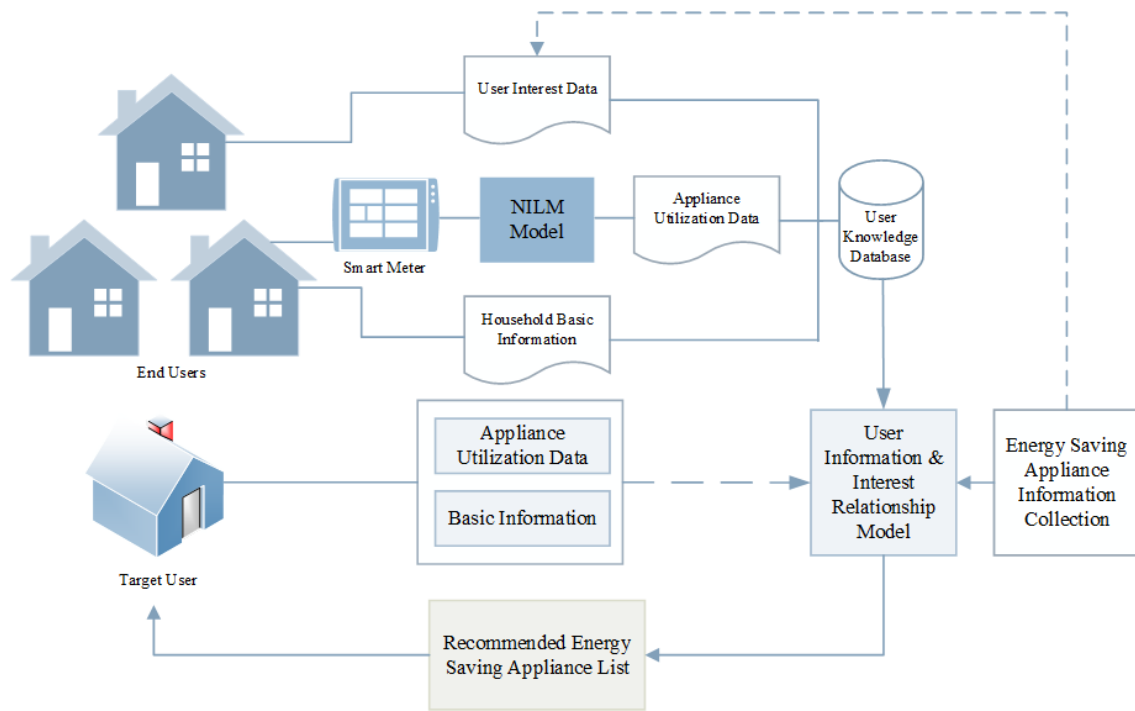 User Interest Data
NILM
Model
Appliance
Utilization Data
User
Knowledge
Database
Smart Meter
Household Basic
Information
End Users
Appliance
Utilization Data
Basic Information
User
Information &
Interest
Relationship
Model
Energy Saving
Appliance
Information
Collection
Target User
Recommended Energy
Saving Appliance List